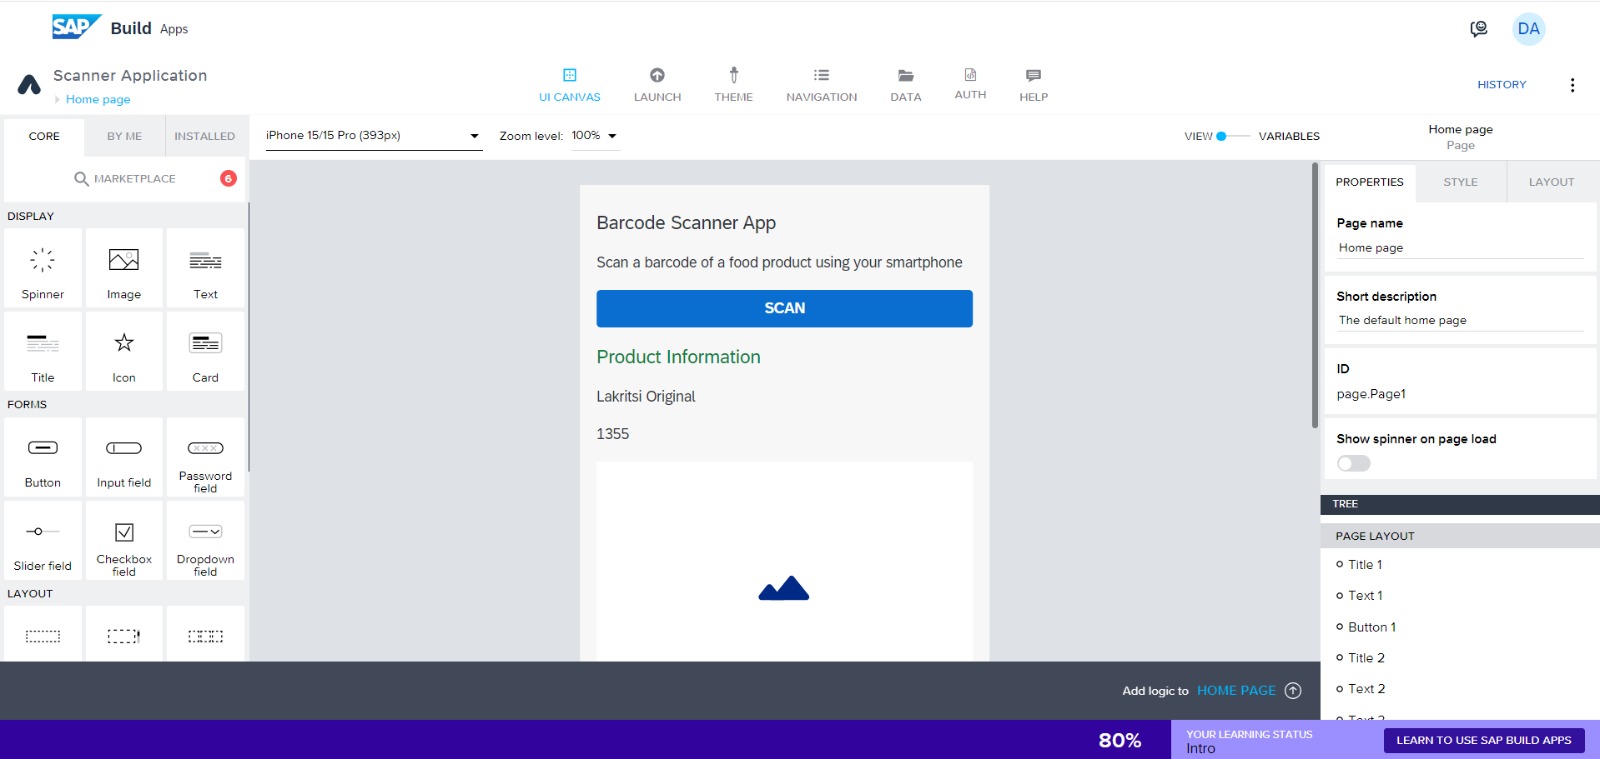 SAP Build Apps
DA
Scanner Application
Home page
UI CANVAS
LAUNCH
THEME
NAVIGATION
DATA
AUTH
HELP
HISTORY
CORE
BY ME
INSTALLED
iPhone 15/15 Pro (393px)
Zoom level: 100%
VIEW
VARIABLES
Home page
Page
MARKETPLACE
6
PROPERTIES
STYLE
LAYOUT
DISPLAY
Spinner
Image
Text
Title
Icon
Card
FORMS
Button
Input field
Password
field
Slider field
Checkbox
field
Dropdown
field
LAYOUT
Barcode Scanner App
Scan a barcode of a food product using your smartphone
SCAN
Product Information
Lakritsi Original
1355
Page name
Home page
Short description
The default home page
ID
page.Page1
Show spinner on page load
TREE
PAGE LAYOUT
Title 1
Text 1
Button 1
Title 2
Text 2
Add logic to HOME PAGE
80%
YOUR LEARNING STATUS
Intro
LEARN TO USE SAP BUILD APPS